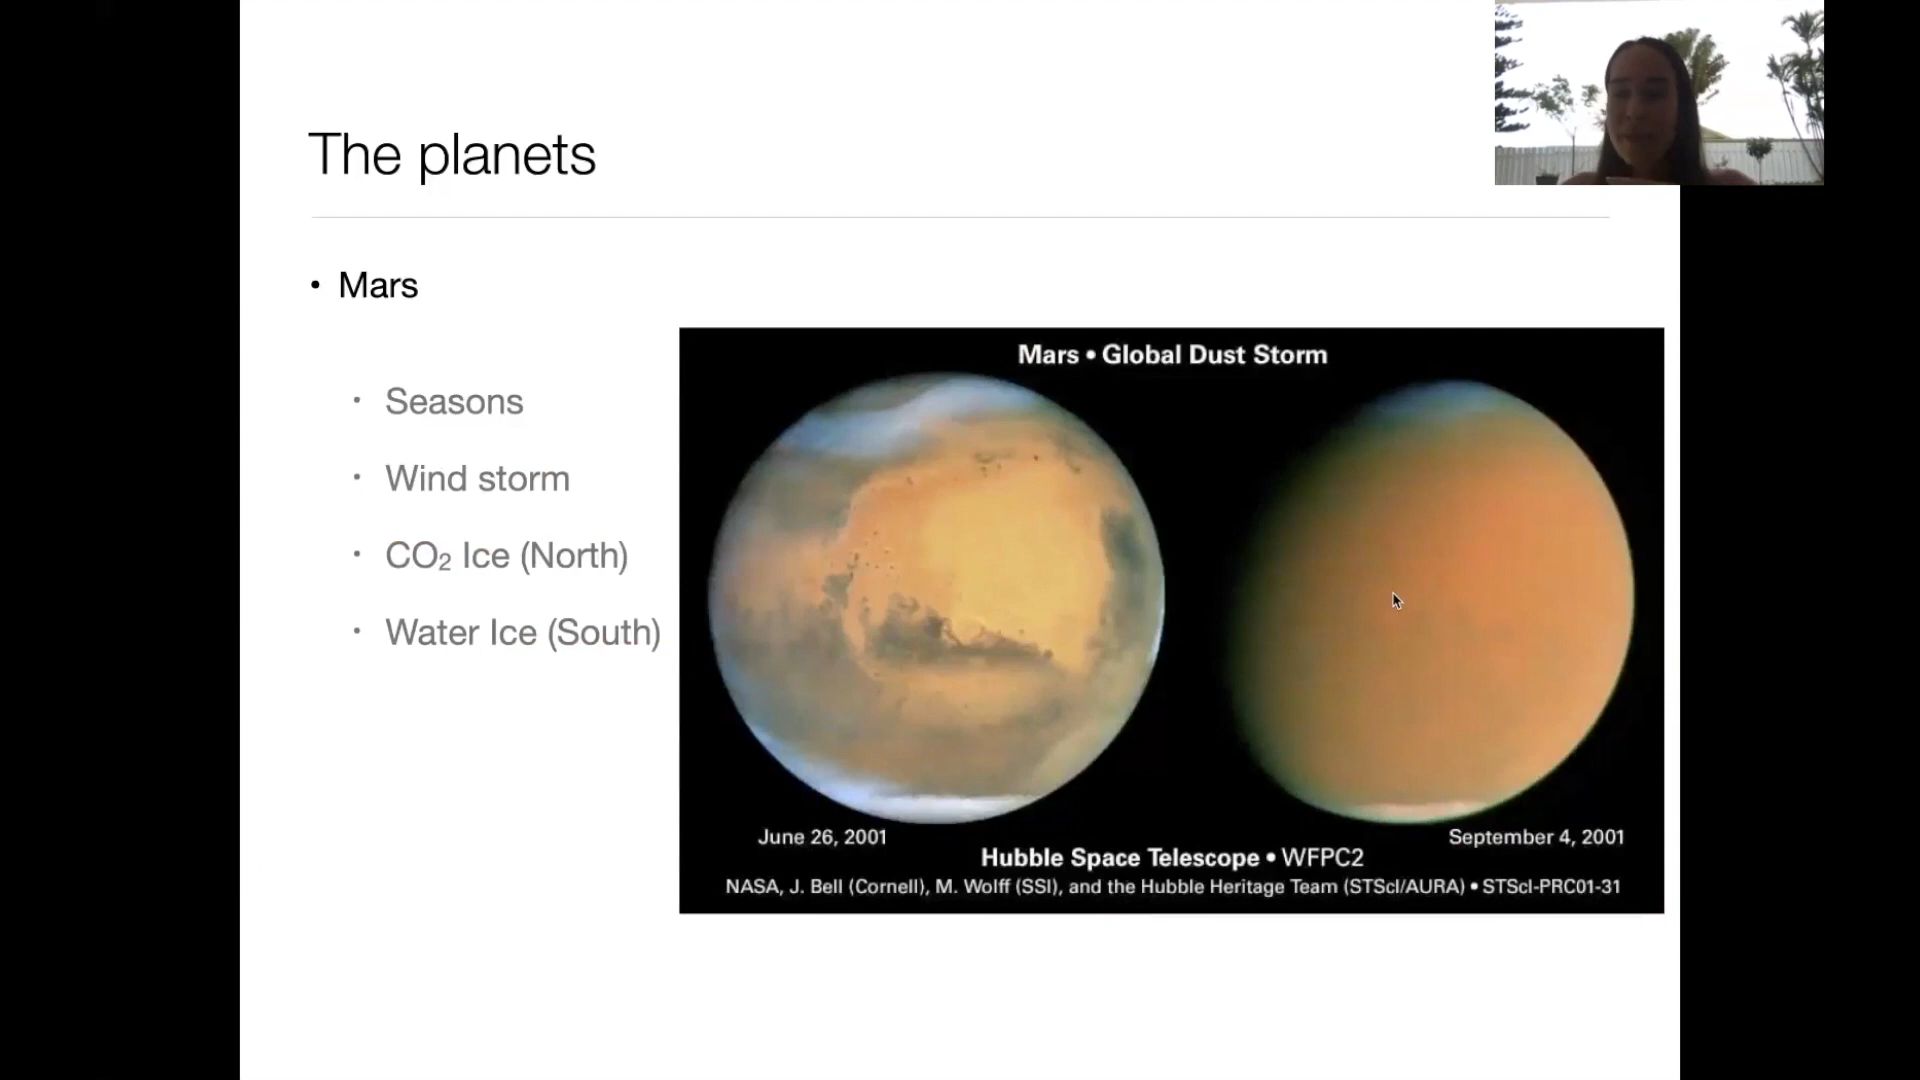 The planets
• Mars
• Seasons
• Wind storm
• CO₂ Ice (North)
• Water Ice (South)
Mars • Global Dust Storm
June 26, 2001
September 4, 2001
Hubble Space Telescope • WFPC2
NASA, J. Bell (Cornell), M. Wolff (SSI), and the Hubble Heritage Team (STScI/AURA) • STScI-PRC01-31